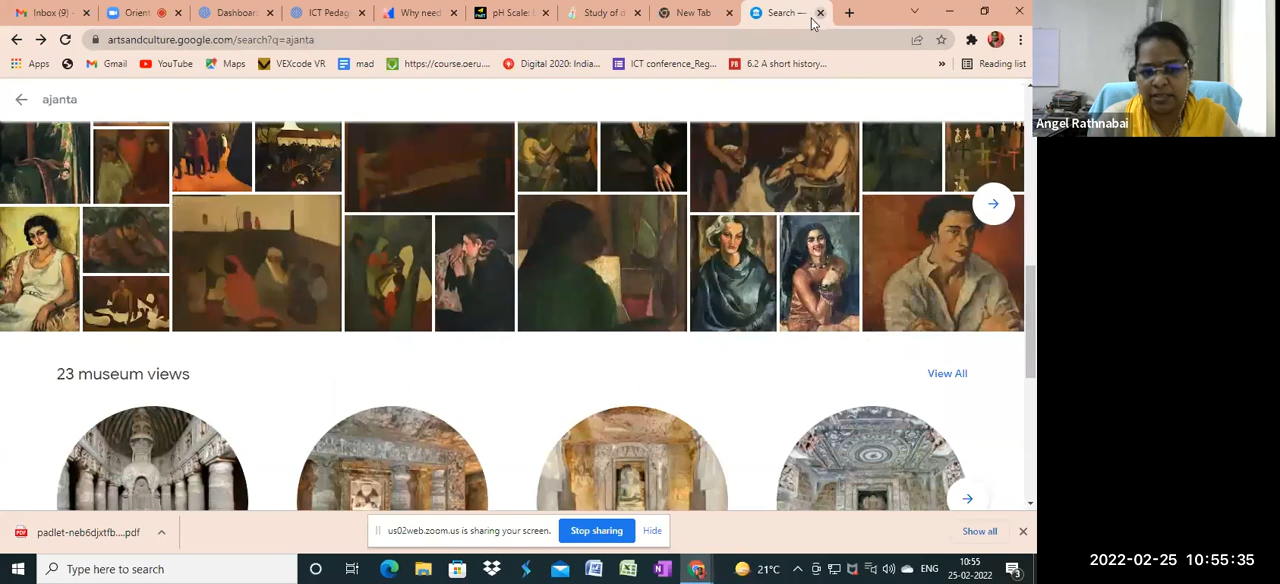 Inbox (9) -
Orient
Dashboar
ICT Pedag
Why need
pH Scale:
Study of d
New Tab
Search —
artsandculture.google.com/search?q=ajanta
Apps
Gmail
YouTube
Maps
VEXcode VR
mad
https://course.oeru....
Digital 2020: India...
ICT conference_Reg...
6.2 A short history...
»
Reading list
ajanta
Angel Rathnabai
23 museum views
View All
padlet-neb6djxtfb....pdf
us02web.zoom.us is sharing your screen.
Stop sharing
Hide
Show all
Type here to search
21°C
ENG
10:55
25-02-2022
3
2022-02-25 10:55:35